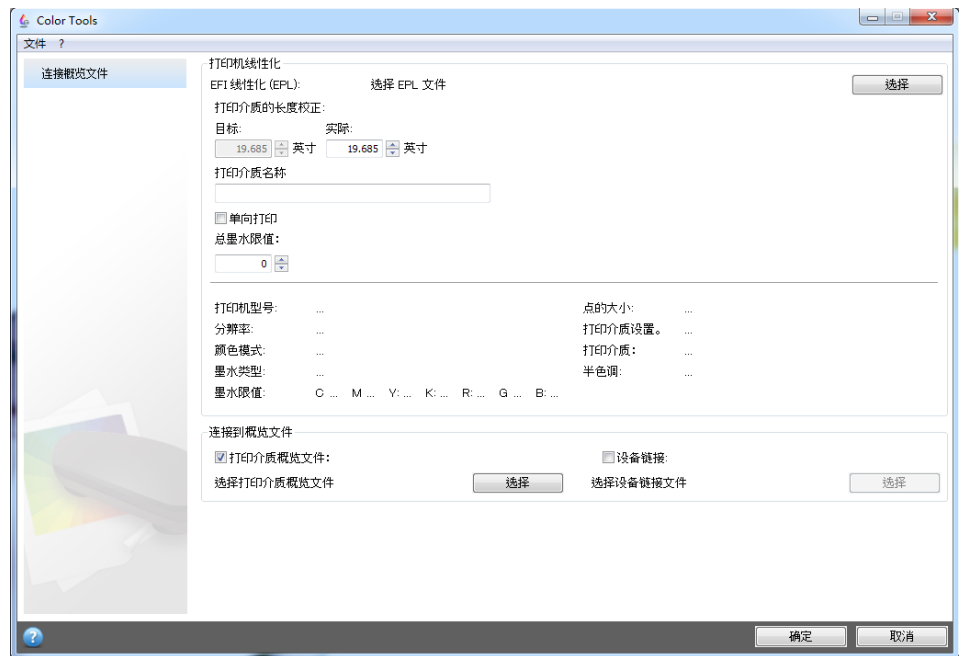 Color Tools
文件 ?
连接概览文件
打印机线性化
EFI 线性化 (EPL): 选择 EPL 文件 选择
打印介质的长度校正:
目标: 实际:
19.685 英寸 19.685 英寸
打印介质名称
单向打印
总墨水限值:
0
打印机型号: ... 点的大小: ...
分辨率: ... 打印介质设置。 ...
颜色模式: ... 打印介质: ...
墨水类型: ... 半色调: ...
墨水限值: C ... M ... Y: ... K: ... R: ... G ... B: ...
连接到概览文件
打印介质概览文件: 设备链接:
选择打印介质概览文件 选择 选择设备链接文件 选择
? 确定 取消